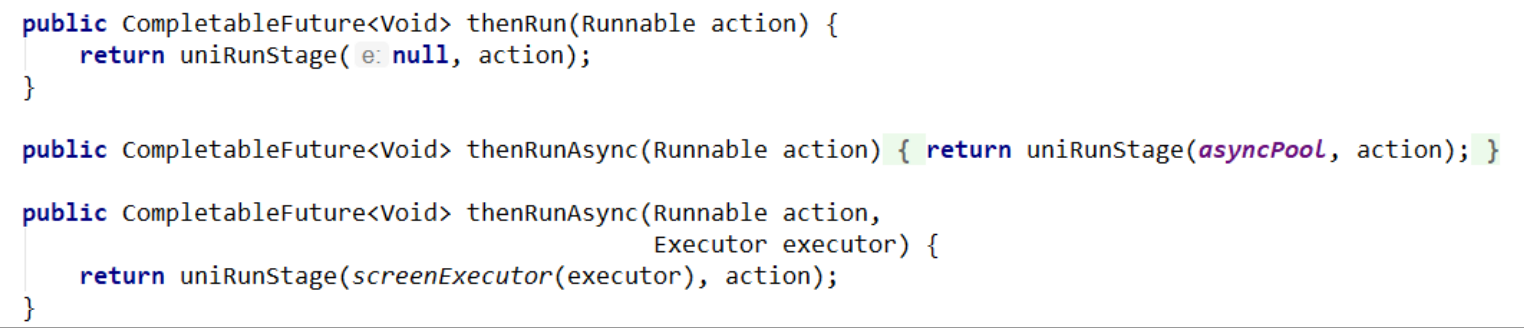 public CompletableFuture<Void> thenRun(Runnable action) {
    return uniRunStage( e: null, action);
}
public CompletableFuture<Void> thenRunAsync(Runnable action) { return uniRunStage(asyncPool, action); }
public CompletableFuture<Void> thenRunAsync(Runnable action,
                                            Executor executor) {
    return uniRunStage(screenExecutor(executor), action);
}